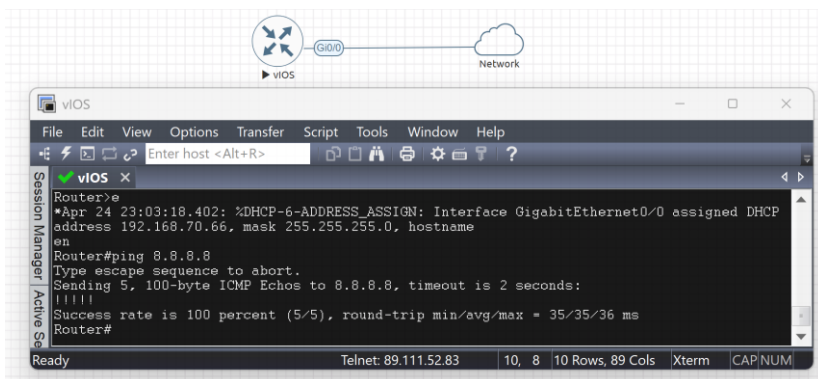 Gi0/0
Network
vIOS
vIOS
File Edit View Options Transfer Script Tools Window Help
Enter host <Alt+R>
Session Manager
Active Se
vIOS
Router>e
*Apr 24 23:03:18.402: %DHCP-6-ADDRESS_ASSIGN: Interface GigabitEthernet0/0 assigned DHCP
address 192.168.70.66, mask 255.255.255.0, hostname
en
Router#ping 8.8.8.8
Type escape sequence to abort.
Sending 5, 100-byte ICMP Echos to 8.8.8.8, timeout is 2 seconds:
!!!!!
Success rate is 100 percent (5/5), round-trip min/avg/max = 35/35/36 ms
Router#
Ready Telnet: 89.111.52.83 10, 8 10 Rows, 89 Cols Xterm CAP NUM